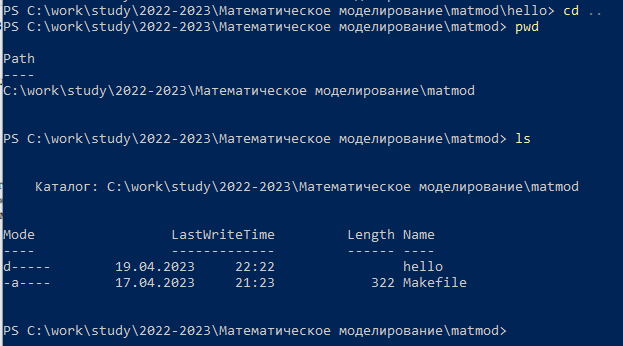 PS C:\work\study\2022-2023\Математическое моделирование\matmod\hello> cd ..
PS C:\work\study\2022-2023\Математическое моделирование\matmod> pwd
Path
----
C:\work\study\2022-2023\Математическое моделирование\matmod
PS C:\work\study\2022-2023\Математическое моделирование\matmod> ls
Каталог: C:\work\study\2022-2023\Математическое моделирование\matmod
Mode LastWriteTime Length Name
---- ------------- ------ ----
d----- 19.04.2023 22:22 hello
-a---- 17.04.2023 21:23 322 Makefile
PS C:\work\study\2022-2023\Математическое моделирование\matmod>